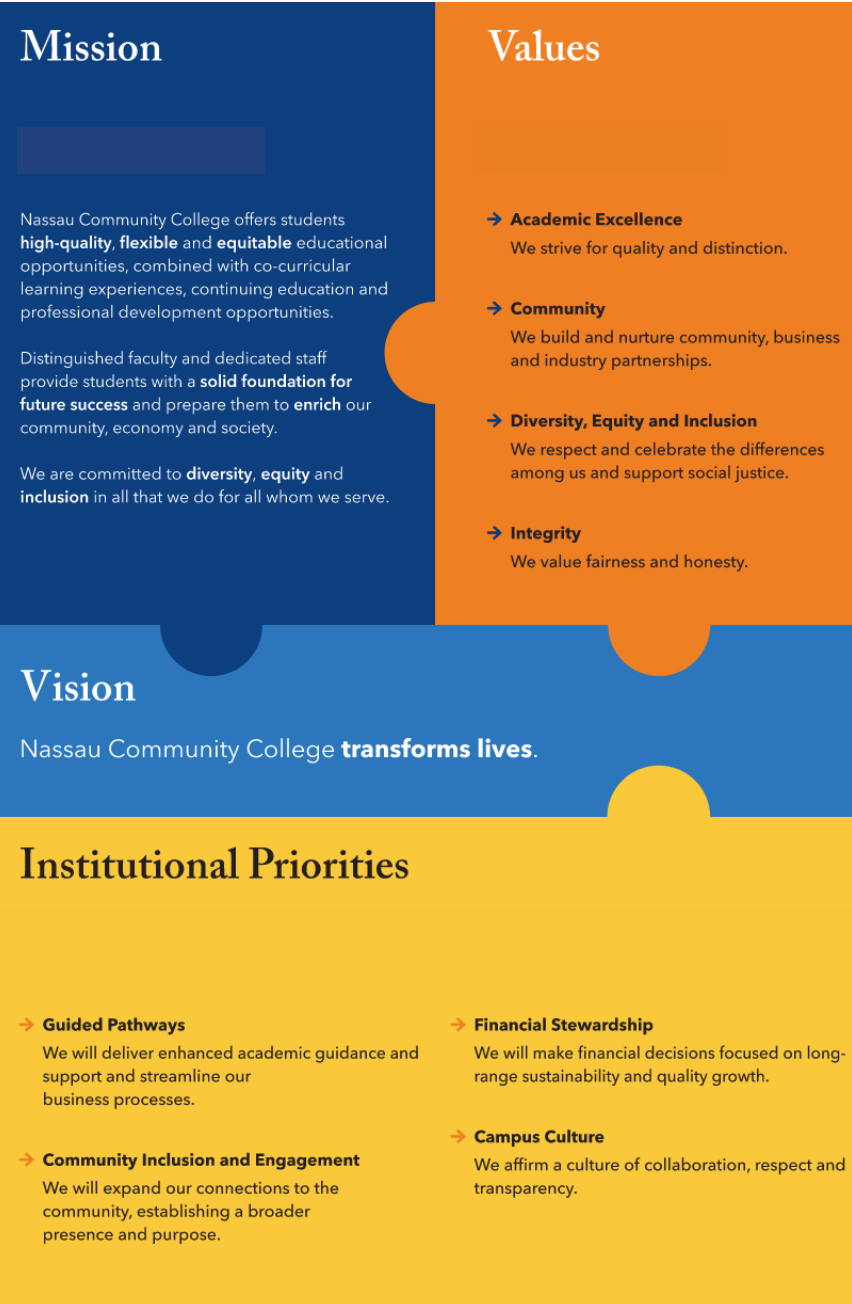 Mission
Nassau Community College offers students
high-quality, flexible and equitable educational
opportunities, combined with co-curricular
learning experiences, continuing education and
professional development opportunities.
Distinguished faculty and dedicated staff
provide students with a solid foundation for
future success and prepare them to enrich our
community, economy and society.
We are committed to diversity, equity and
inclusion in all that we do for all whom we serve.
Values
→ Academic Excellence
We strive for quality and distinction.
→ Community
We build and nurture community, business
and industry partnerships.
→ Diversity, Equity and Inclusion
We respect and celebrate the differences
among us and support social justice.
→ Integrity
We value fairness and honesty.
Vision
Nassau Community College transforms lives.
Institutional Priorities
→ Guided Pathways
We will deliver enhanced academic guidance and
support and streamline our
business processes.
→ Community Inclusion and Engagement
We will expand our connections to the
community, establishing a broader
presence and purpose.
→ Financial Stewardship
We will make financial decisions focused on long-
range sustainability and quality growth.
→ Campus Culture
We affirm a culture of collaboration, respect and
transparency.